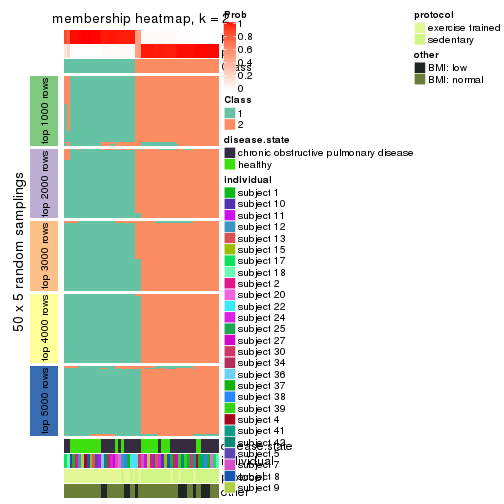 membership heatmap, k = 2
Prob
1
0.8
0.6
0.4
0.2
0
Class
1
2
disease.state
chronic obstructive pulmonary disease
healthy
individual
subject 1
subject 10
subject 11
subject 12
subject 13
subject 15
subject 17
subject 18
subject 2
subject 20
subject 22
subject 24
subject 25
subject 27
subject 30
subject 34
subject 36
subject 37
subject 38
subject 39
subject 4
subject 41
subject 42
subject 5
subject 7
subject 8
subject 9
protocol
exercise trained
sedentary
other
BMI: low
BMI: normal
50 x 5 random samplings
top 1000 rows
top 2000 rows
top 3000 rows
top 4000 rows
top 5000 rows
Class
disease.state
individual
protocol
other